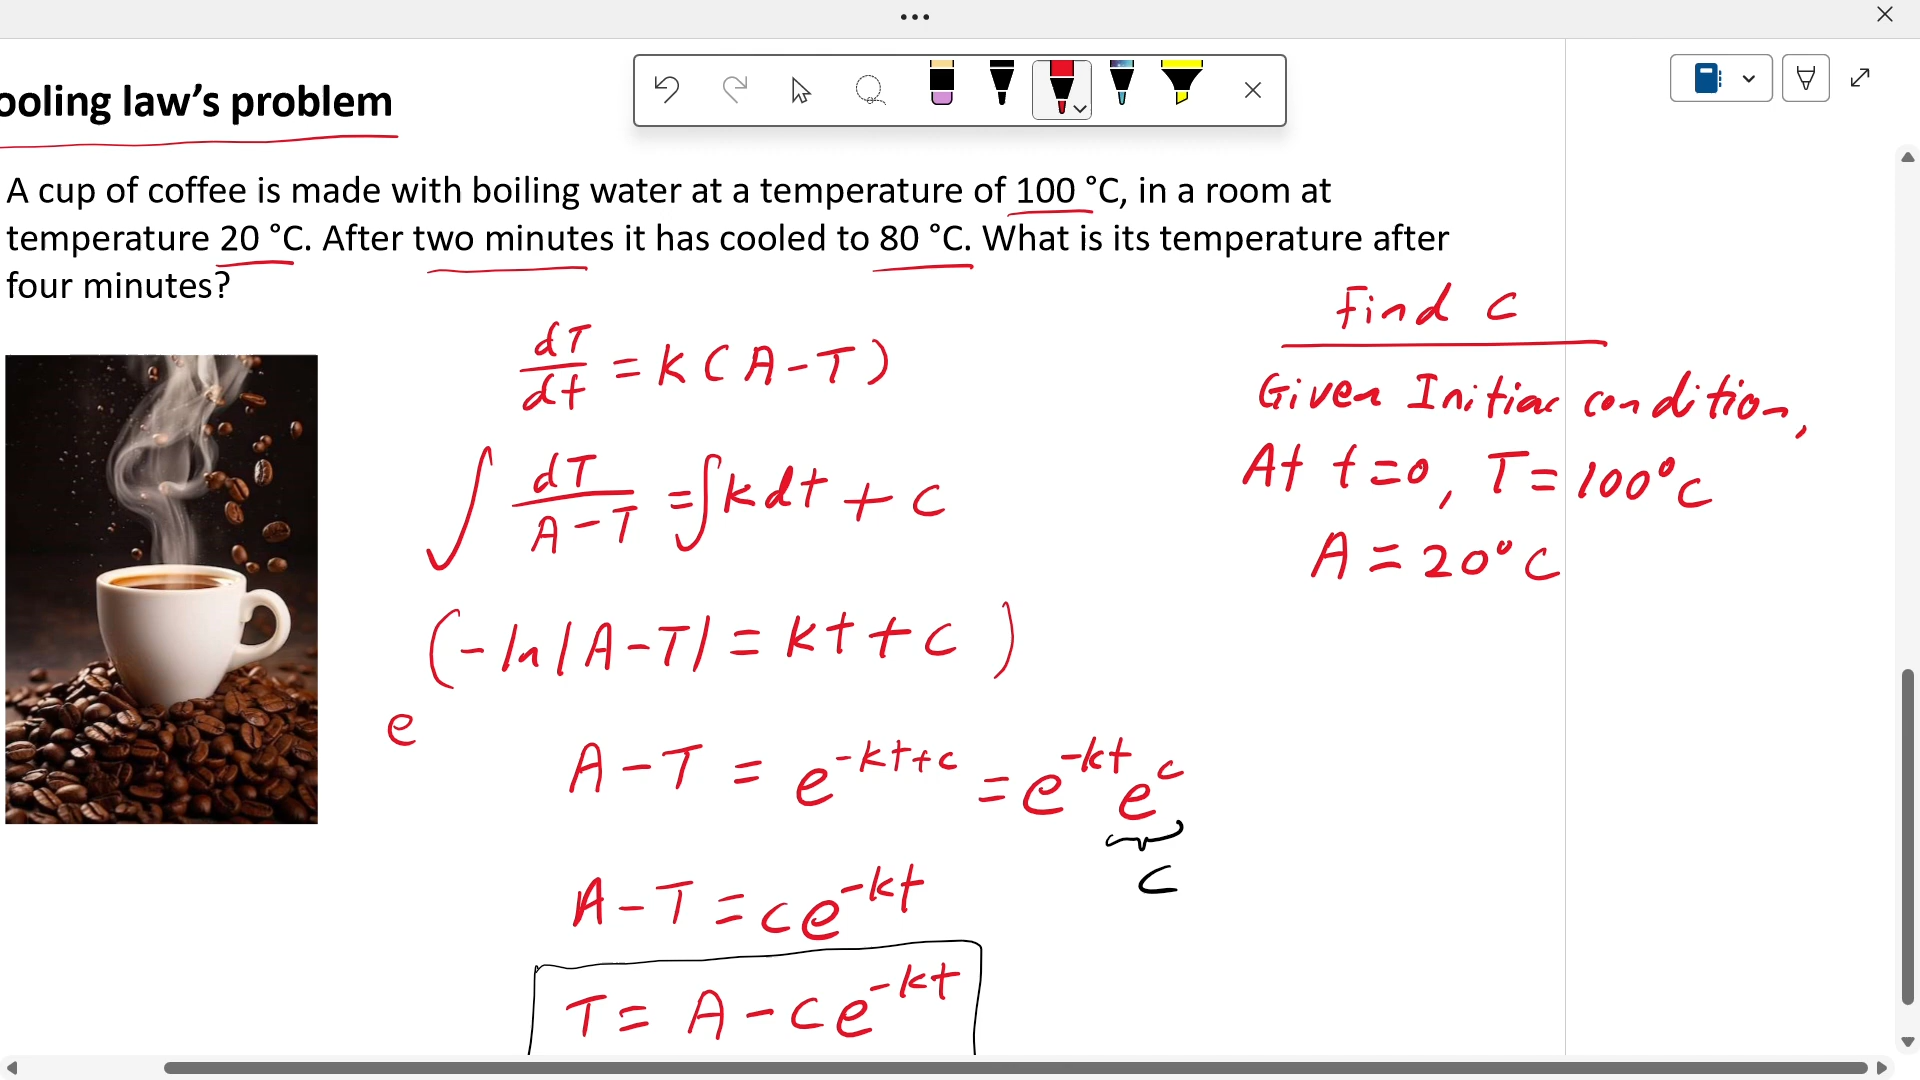 ooling law’s problem
A cup of coffee is made with boiling water at a temperature of 100 °C, in a room at
temperature 20 °C. After two minutes it has cooled to 80 °C. What is its temperature after
four minutes?
dT/dt = K(A-T)
∫ dT/(A-T) = ∫kdt + c
(-ln|A-T| = kt + c)
e
A-T = e^{-kt+c} = e^{-kt} e^{c}
c
A-T = ce^{-kt}
T = A - ce^{-kt}
Find c
Given Initial condition,
At t=0, T=100°C
A = 20°C